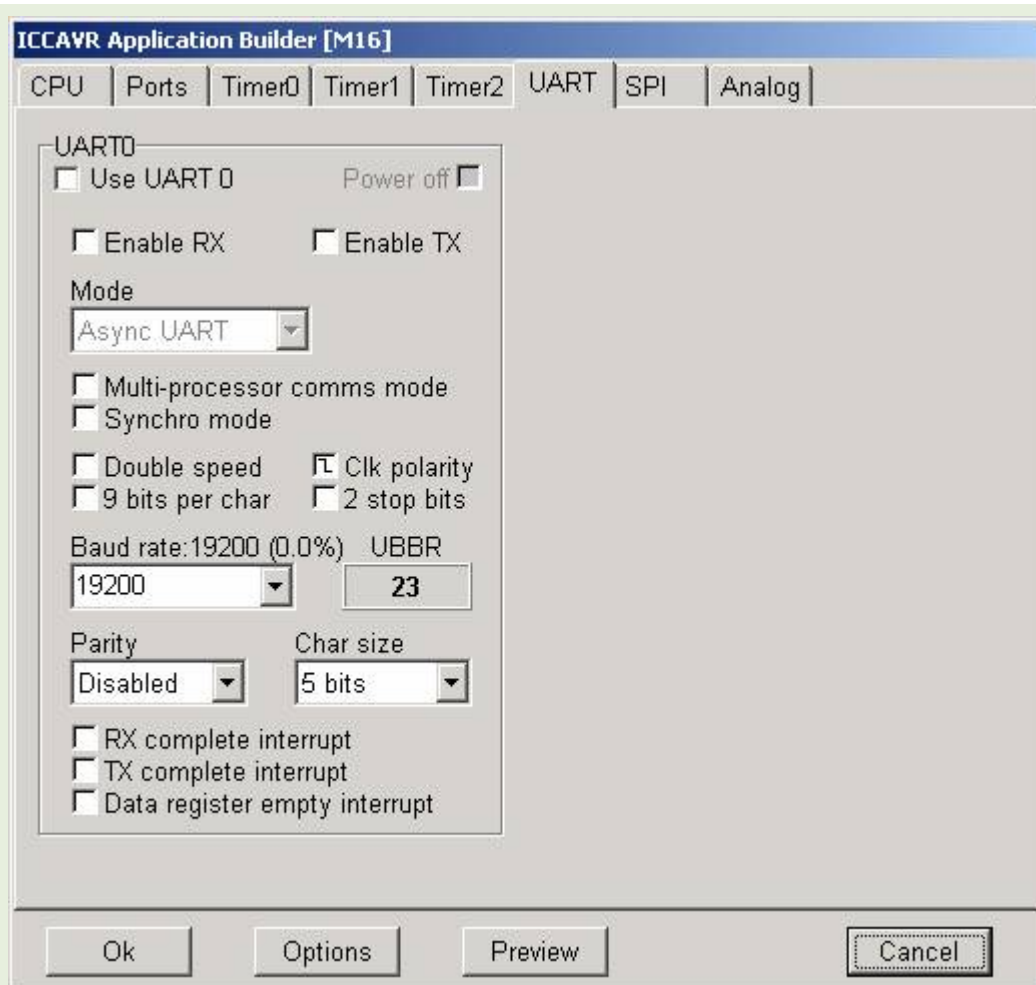 ICCAVR Application Builder [M16]
CPU Ports Timer0 Timer1 Timer2 UART SPI Analog
UART0
Use UART 0 Power off
Enable RX Enable TX
Mode
Async UART
Multi-processor comms mode
Synchro mode
Double speed Clk polarity
9 bits per char 2 stop bits
Baud rate:19200 (0.0%) UBBR
19200 23
Parity Char size
Disabled 5 bits
RX complete interrupt
TX complete interrupt
Data register empty interrupt
Ok Options Preview Cancel